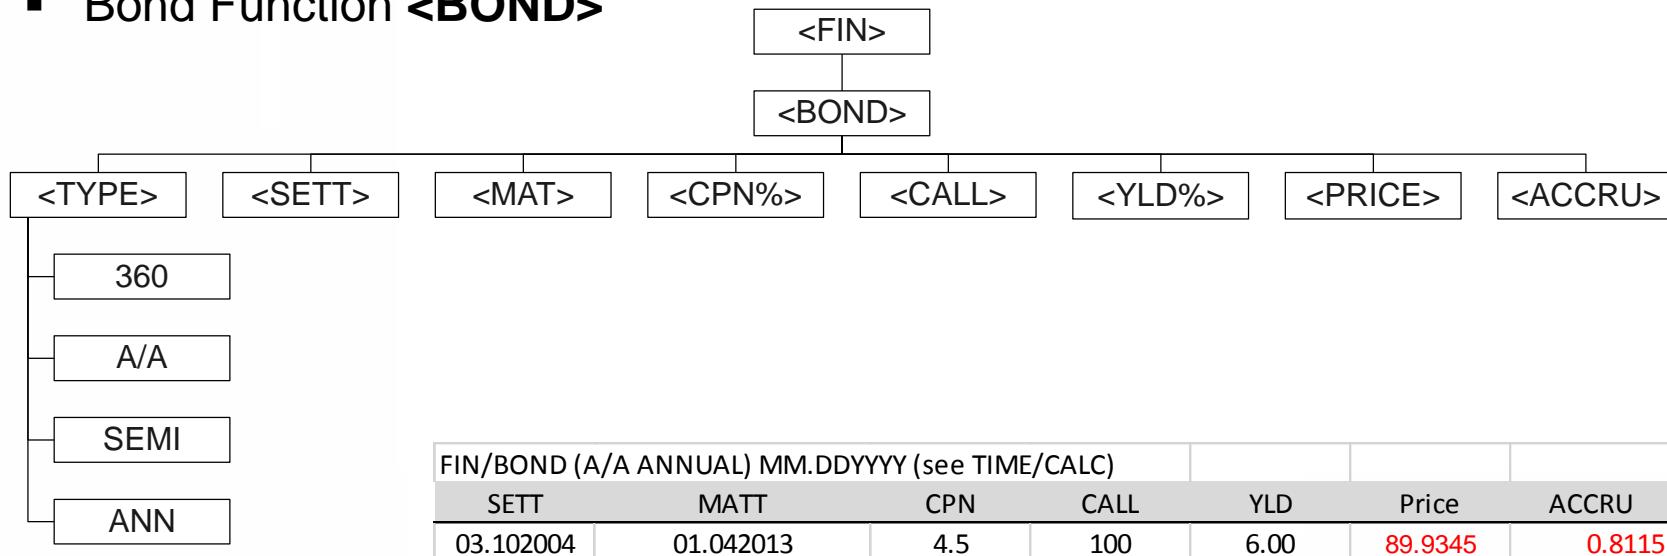 ▪ Bond Function <BOND>
<FIN>
<BOND>
<TYPE> <SETT> <MAT> <CPN%> <CALL> <YLD%> <PRICE> <ACCRU>
360
A/A
SEMI
ANN
FIN/BOND (A/A ANNUAL) MM.DDYYYY (see TIME/CALC)
SETT MATT CPN CALL YLD Price ACCRU
03.102004 01.042013 4.5 100 6.00 89.9345 0.8115